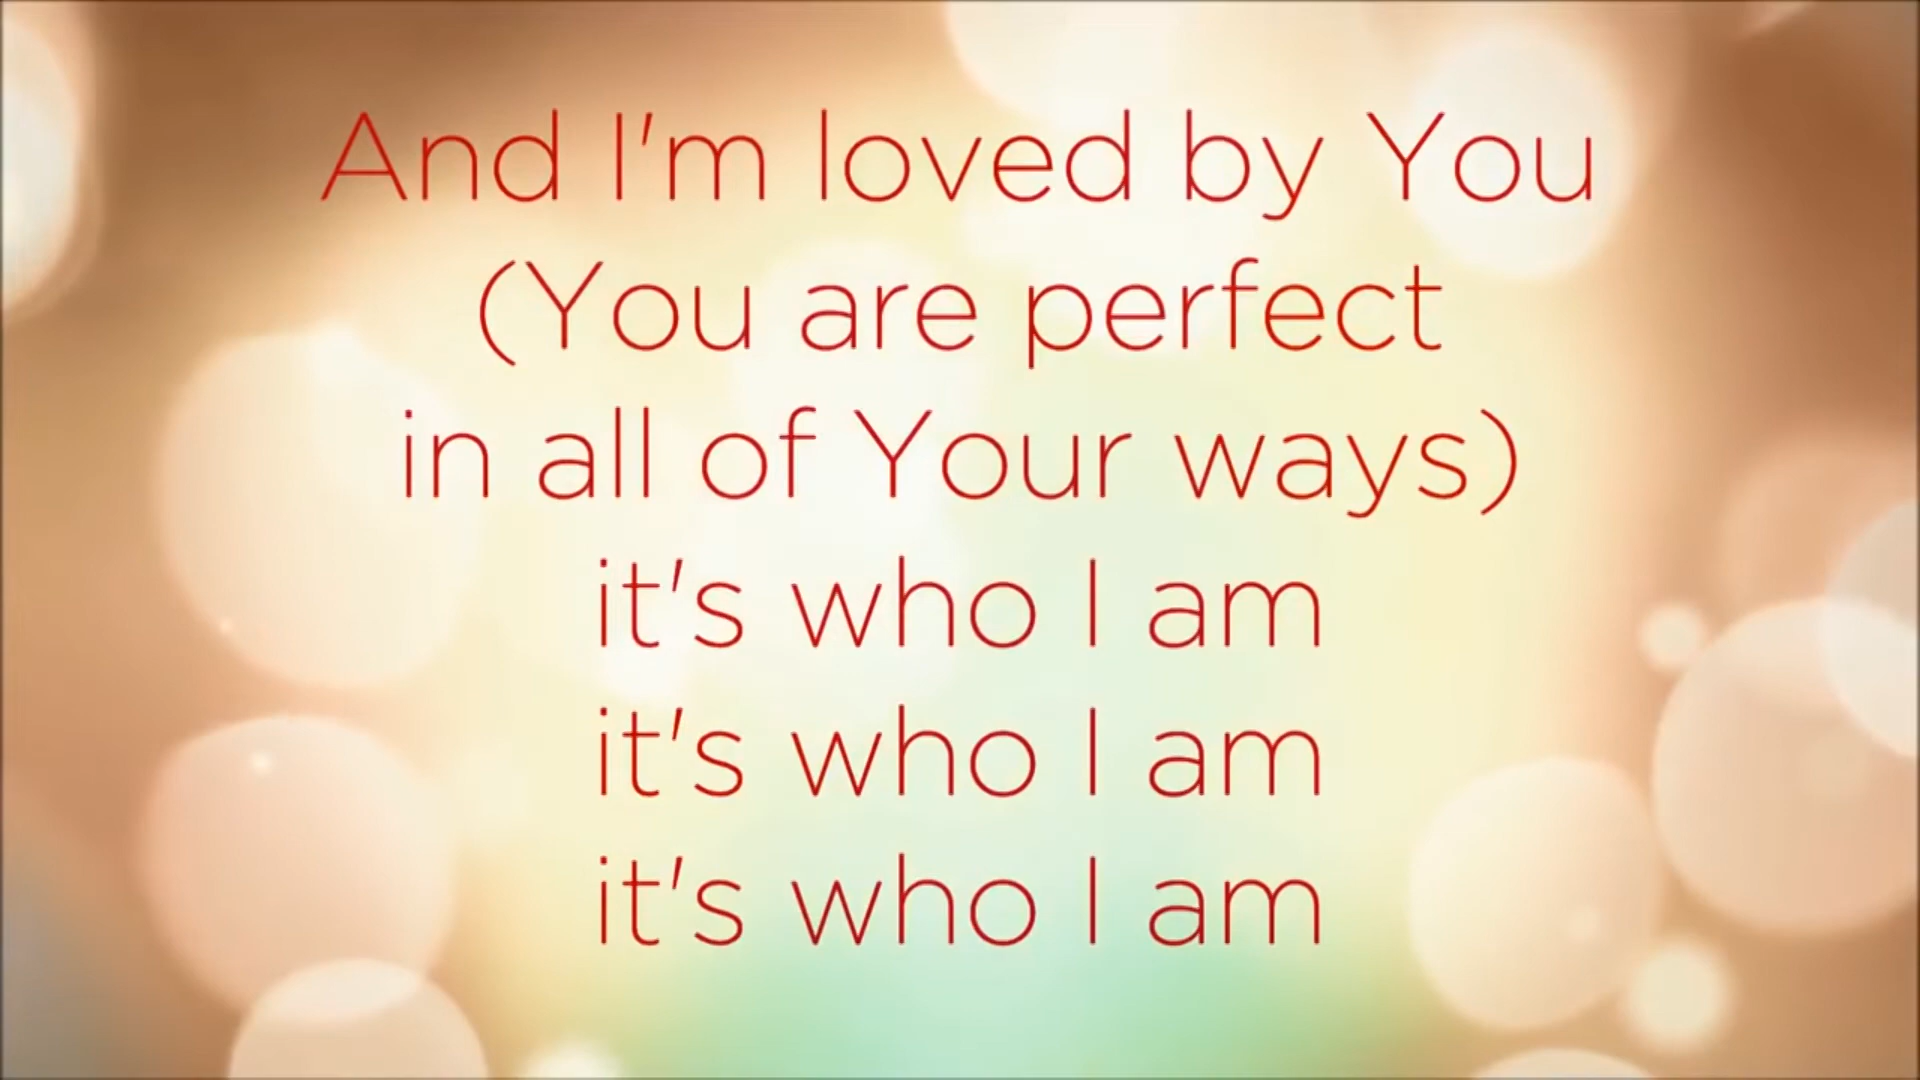 And I'm loved by You
(You are perfect
in all of Your ways)
it's who I am
it's who I am
it's who I am